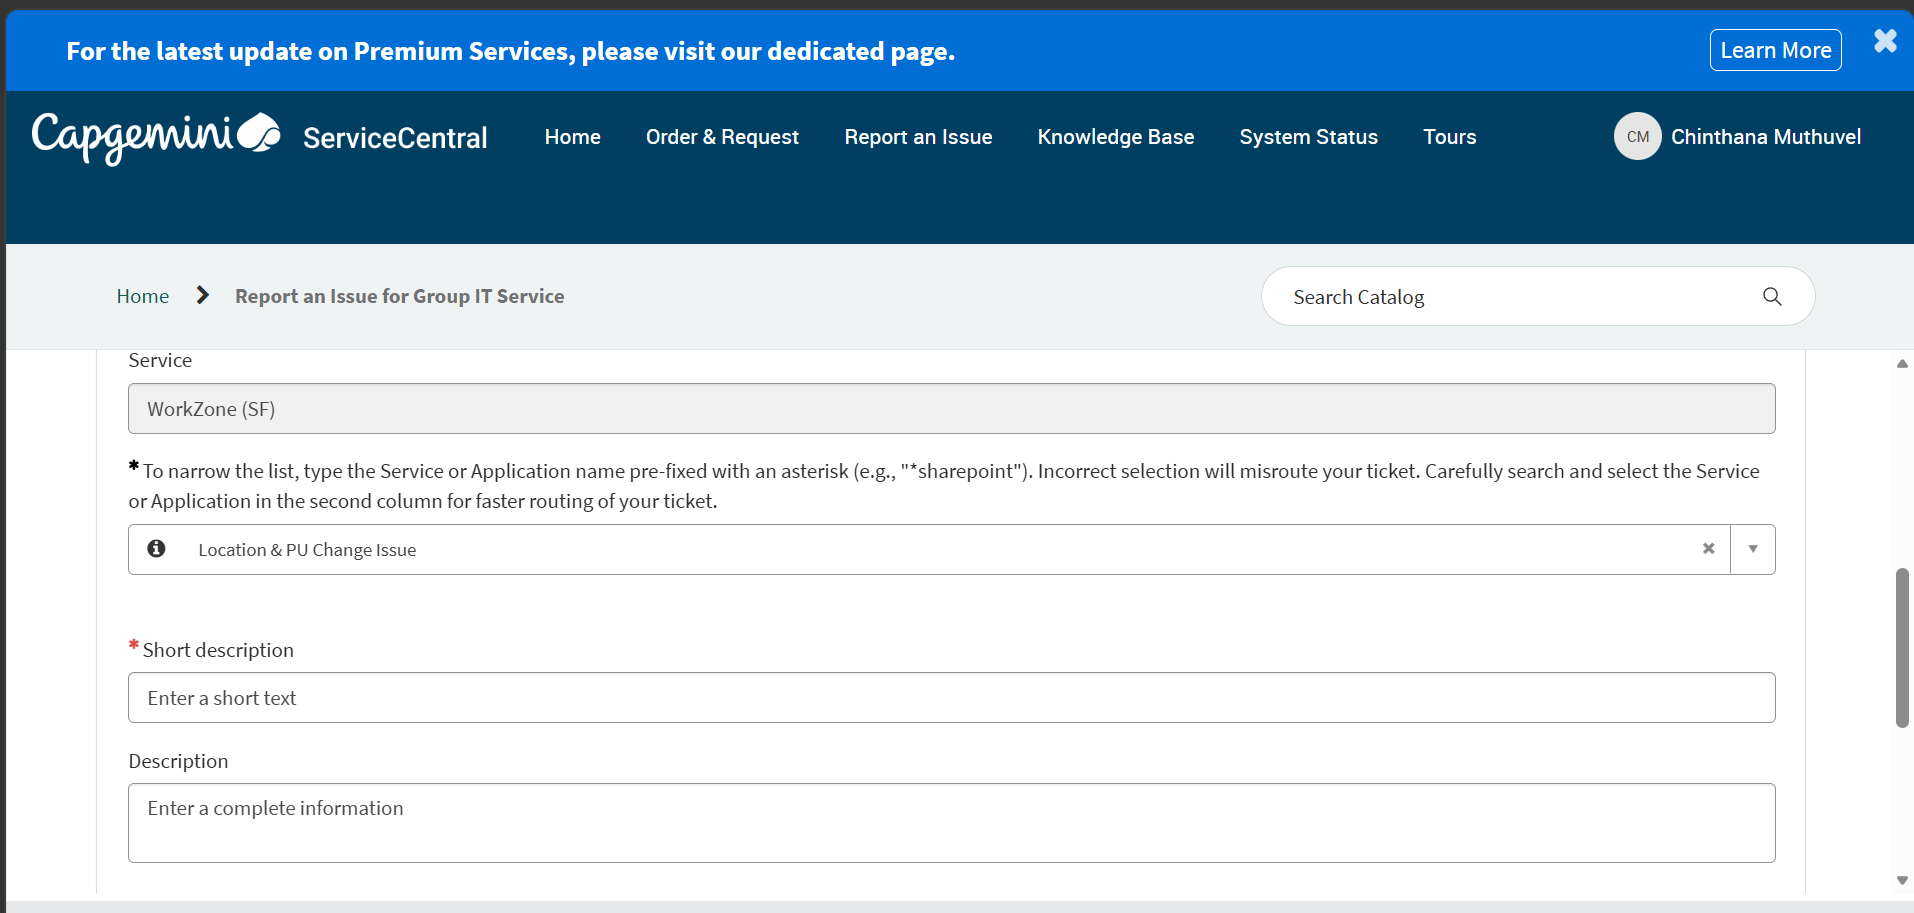 For the latest update on Premium Services, please visit our dedicated page.
Learn More
Capgemini ServiceCentral
Home
Order & Request
Report an Issue
Knowledge Base
System Status
Tours
CM
Chinthana Muthuvel
Home
Report an Issue for Group IT Service
Search Catalog
Service
WorkZone (SF)
* To narrow the list, type the Service or Application name pre-fixed with an asterisk (e.g., "*sharepoint"). Incorrect selection will misroute your ticket. Carefully search and select the Service
or Application in the second column for faster routing of your ticket.
Location & PU Change Issue
* Short description
Enter a short text
Description
Enter a complete information